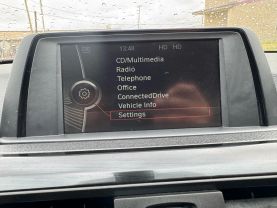 12:48 HD HD
CD/Multimedia
Radio
Telephone
Office
ConnectedDrive
Vehicle Info
Settings